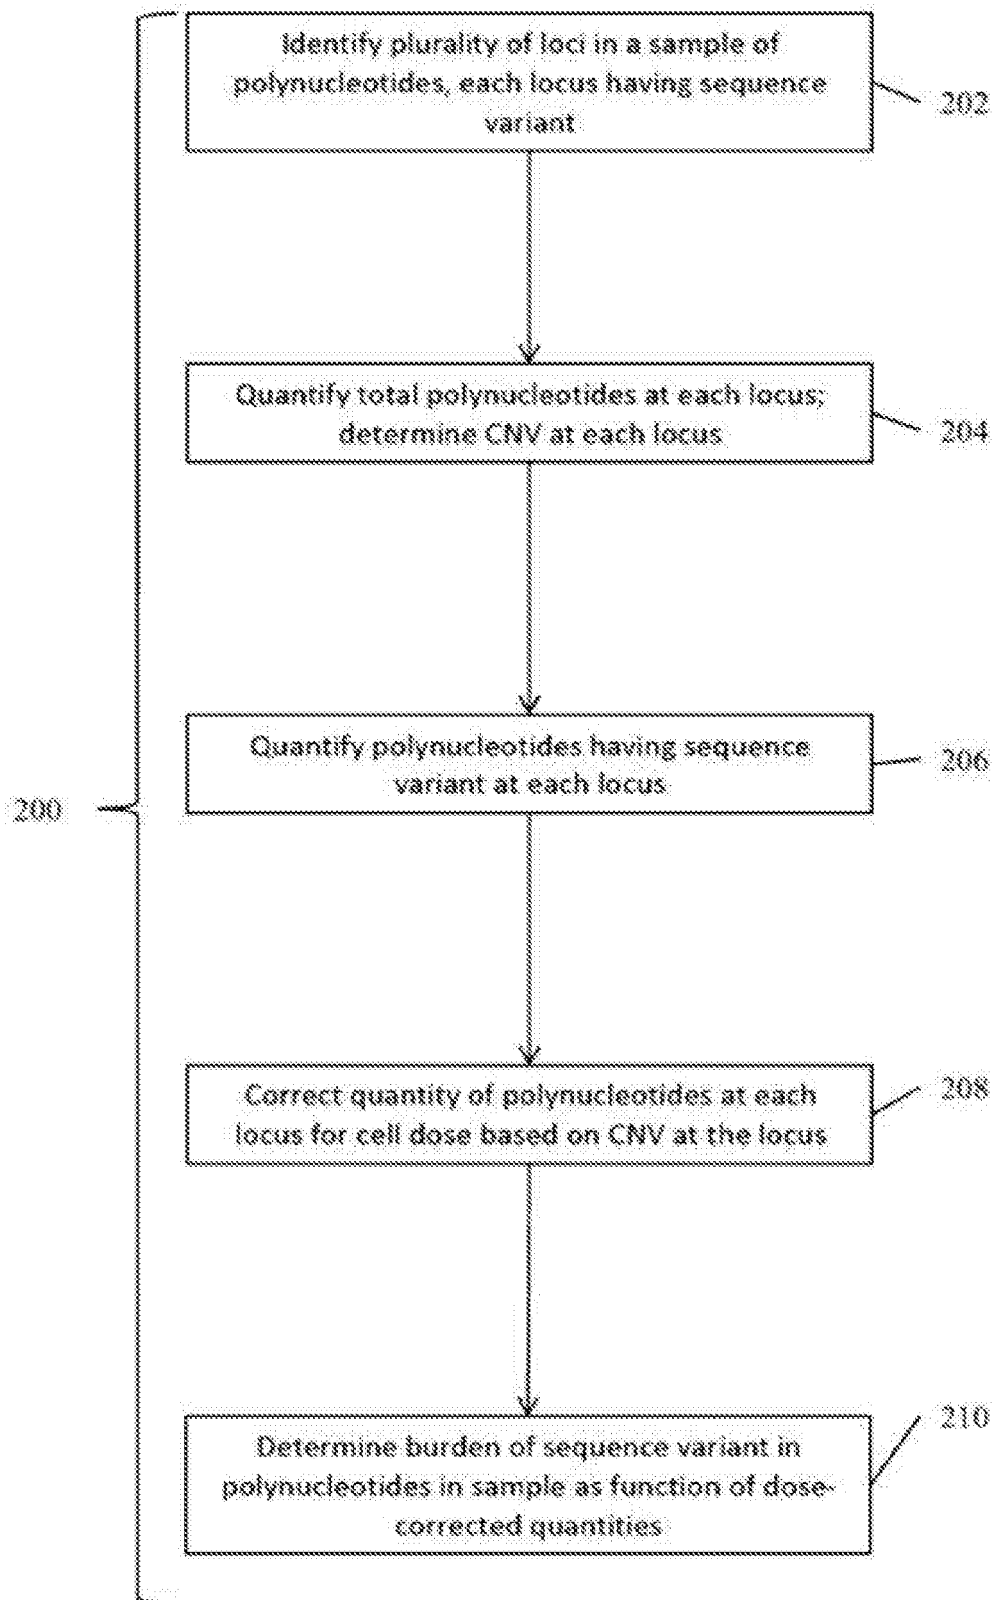 Identify plurality of loci in a sample of
polynucleotides, each locus having sequence
variant
202
Quantify total polynucleotides at each locus;
determine CNV at each locus
204
Quantify polynucleotides having sequence
variant at each locus
206
200
Correct quantity of polynucleotides at each
locus for cell dose based on CNV at the locus
208
Determine burden of sequence variant in
polynucleotides in sample as function of dose-
corrected quantities
210